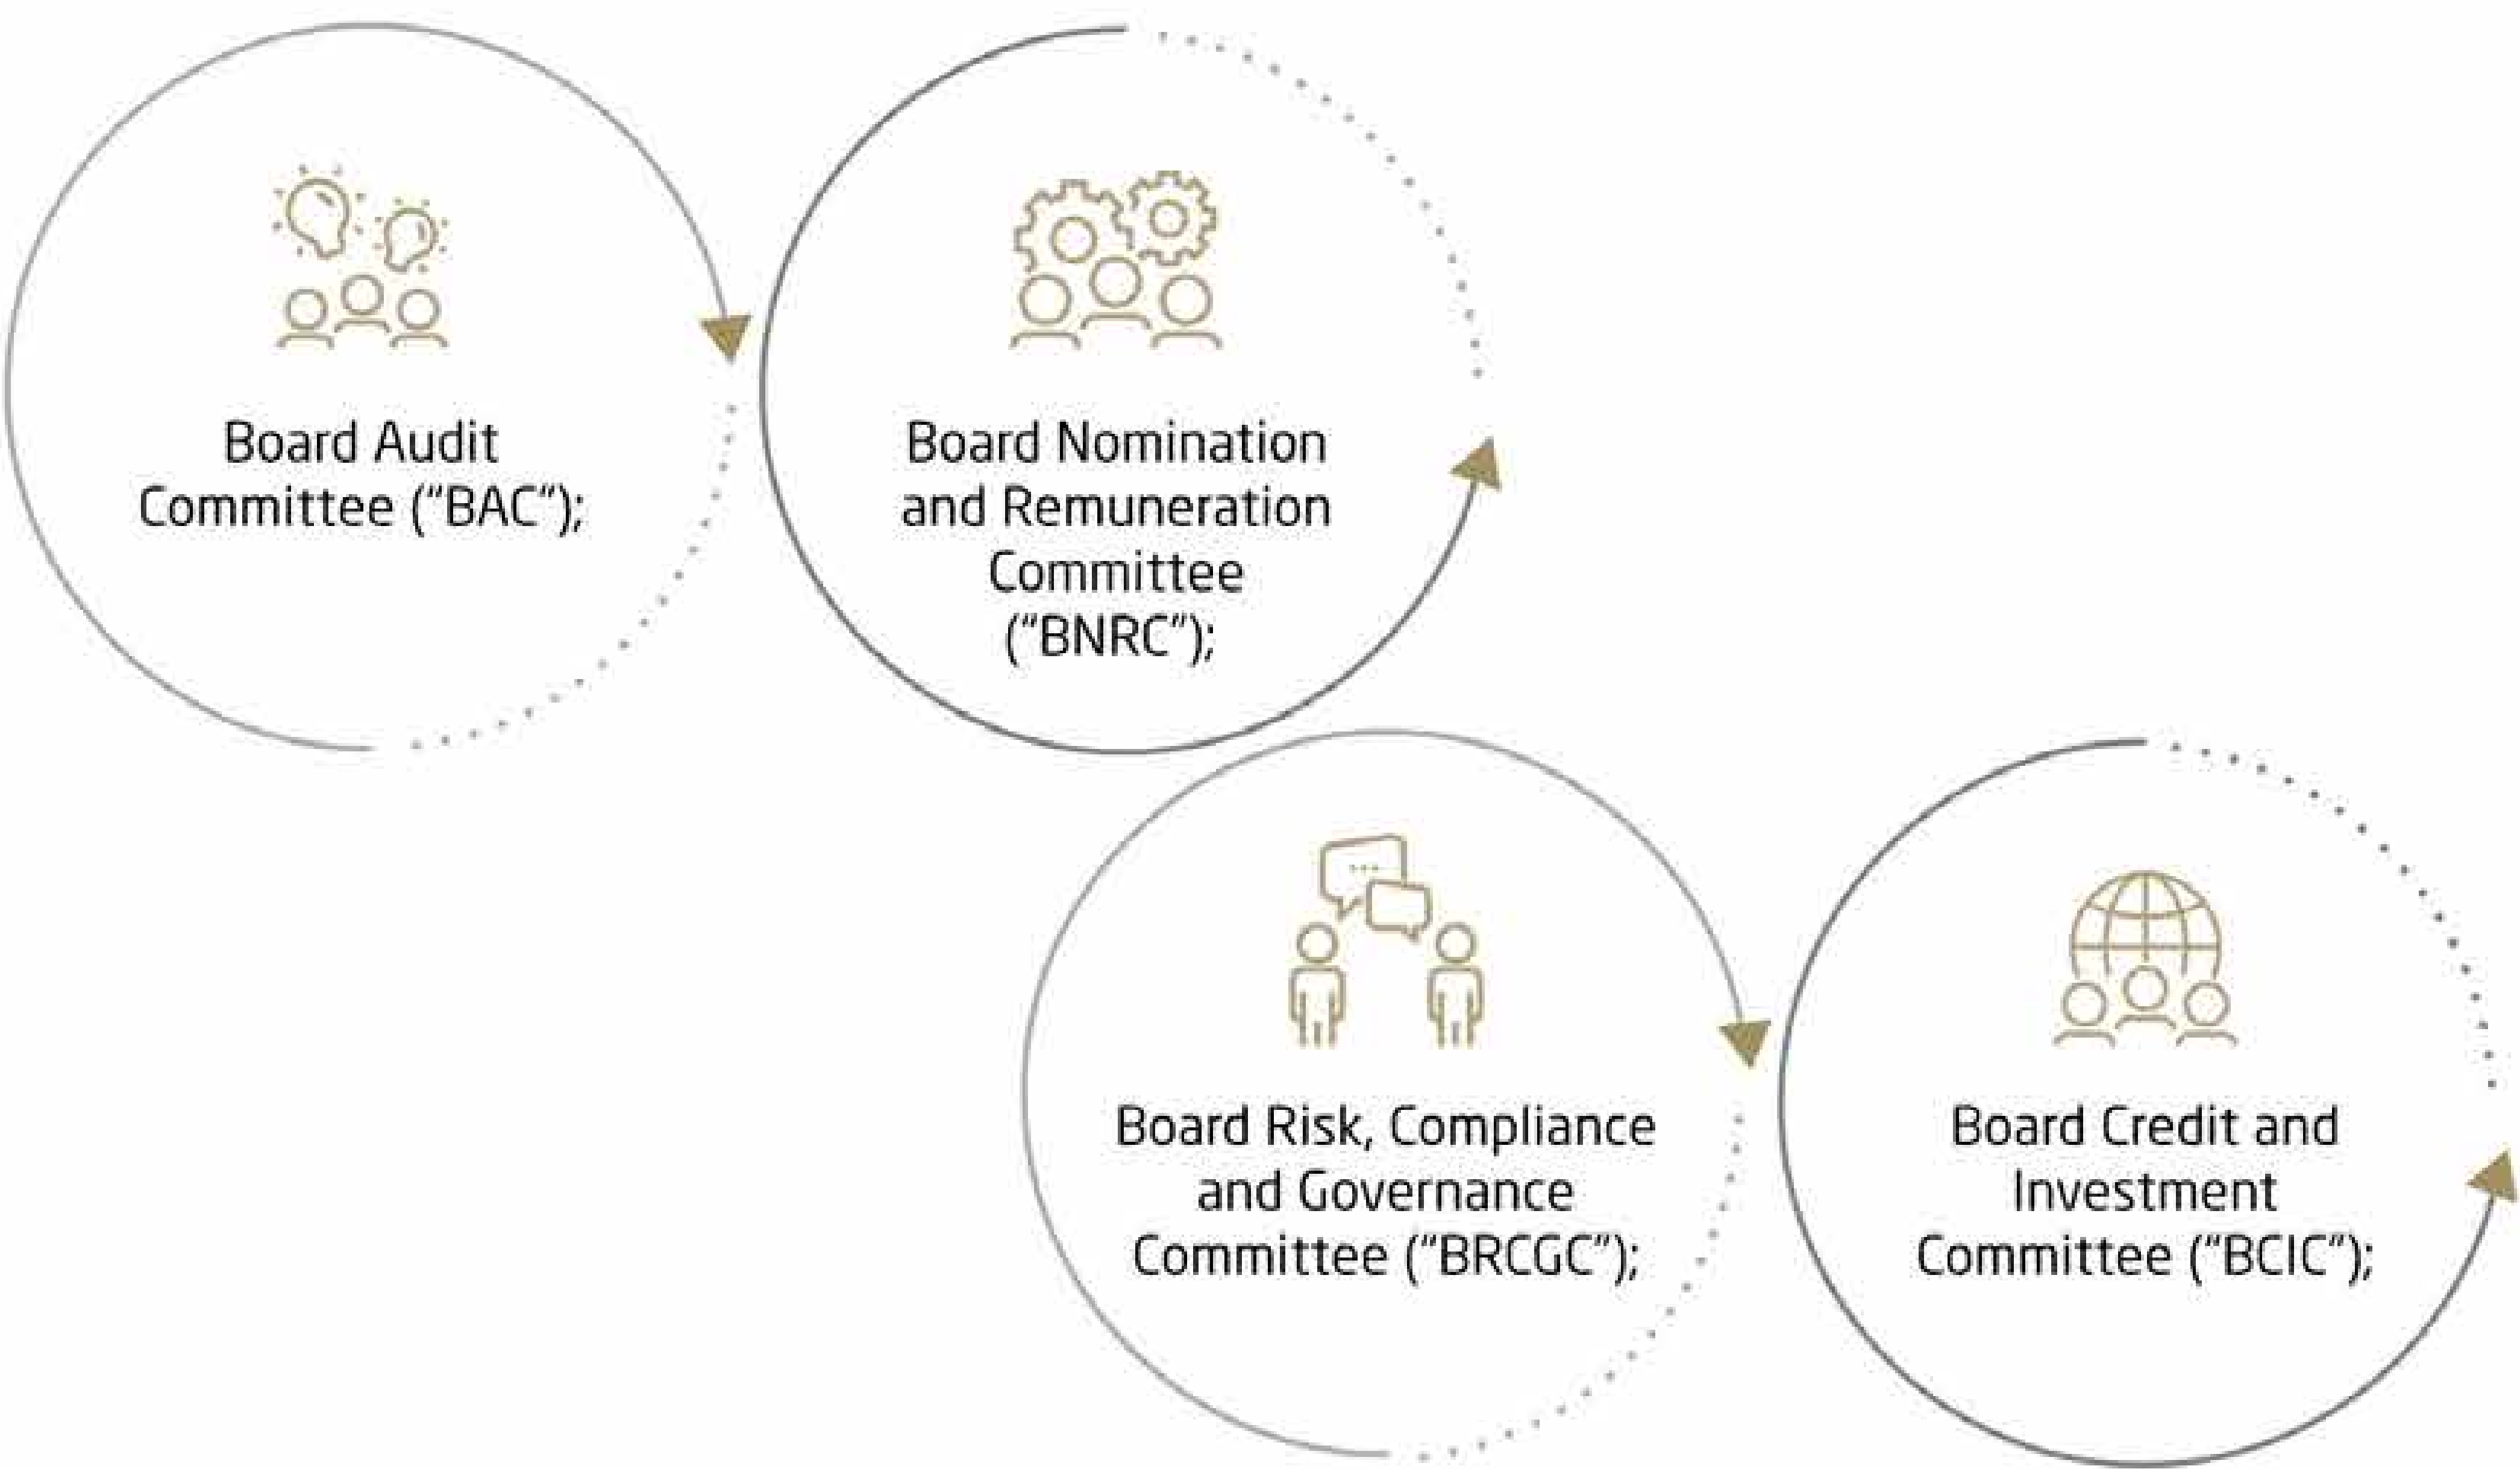 Board Audit
Committee (“BAC“);
Board Nomination
and Remuneration
Committee
(“BNRC“);
Board Risk, Compliance
and Governance
Committee (“BRCGC“);
Board Credit and
Investment
Committee (“BCIC“);